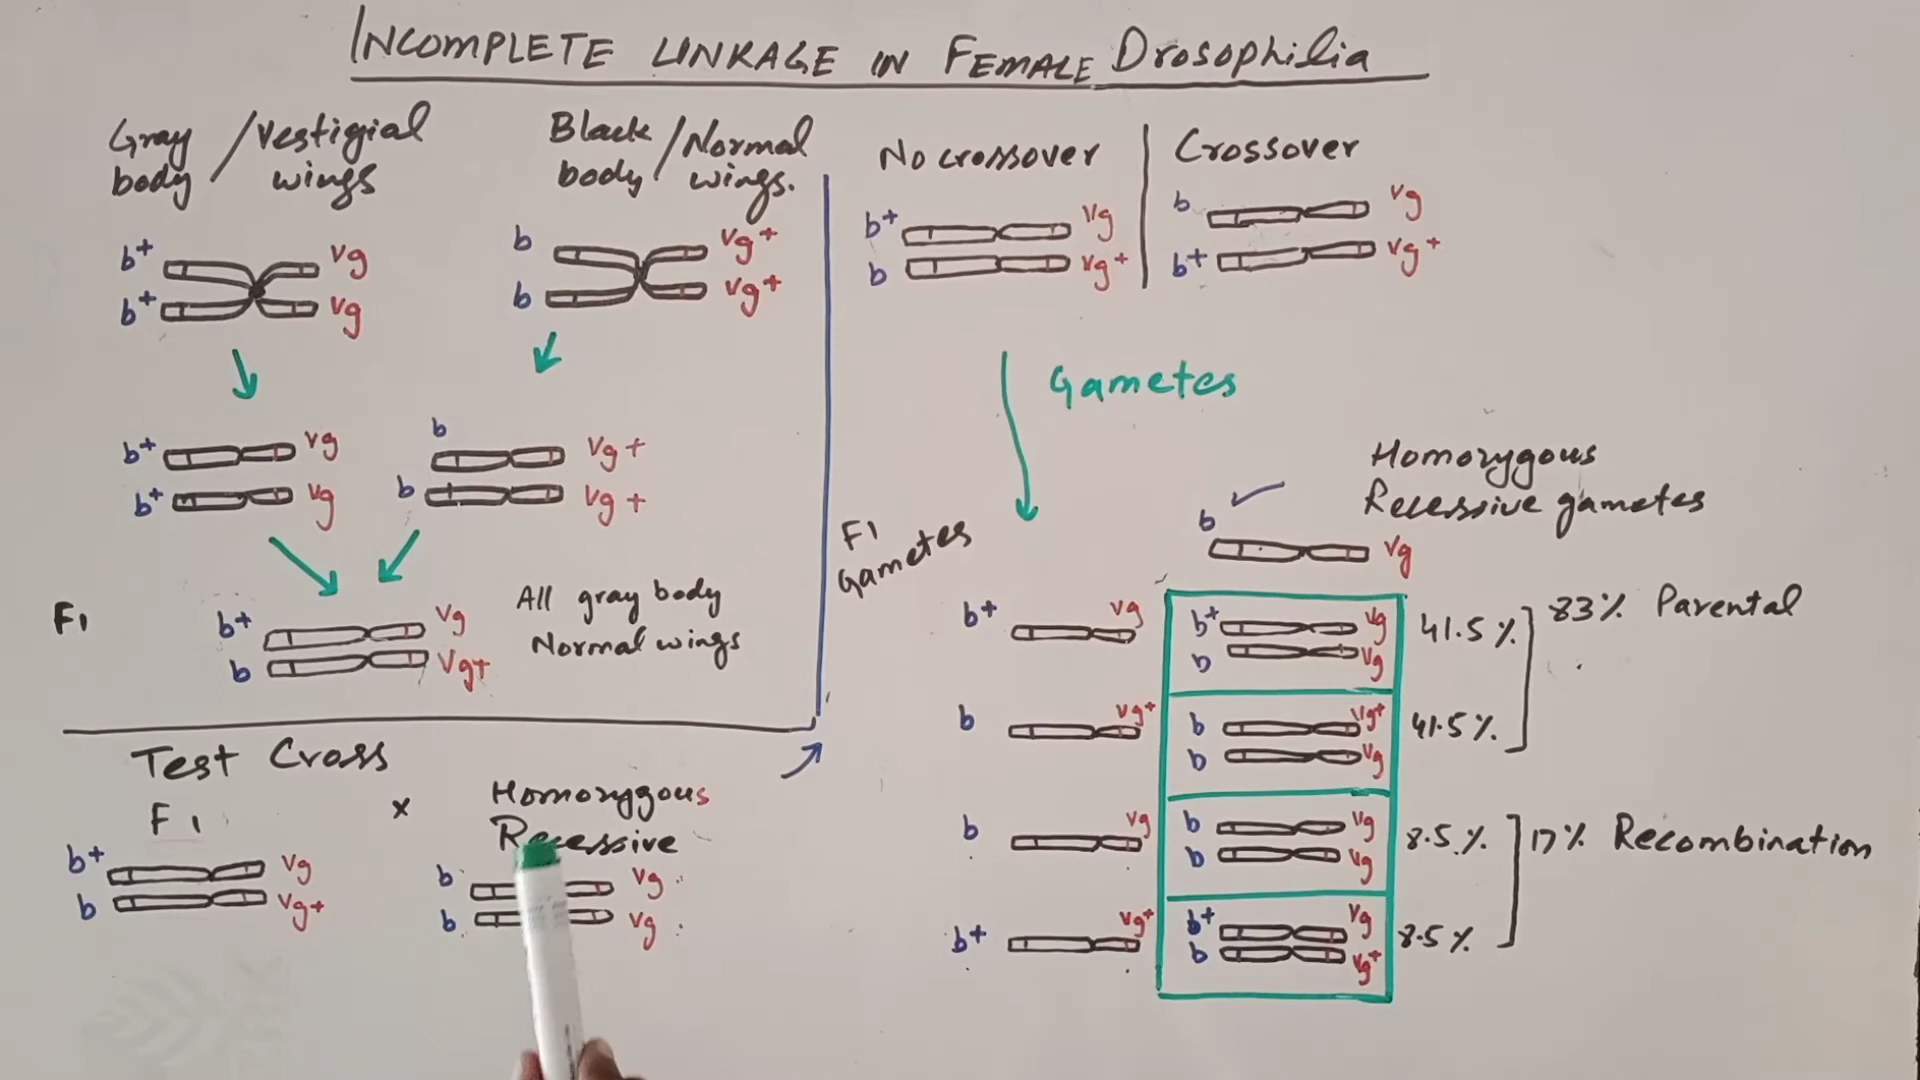 INCOMPLETE LINKAGE IN FEMALE Drosophilia
Gray body / Vestigial wings
Black body / Normal wings.
b+ vg
b+ vg
b vg+
b vg+
b+ vg
b+ vg
b vg+
b vg+
F1
b+ vg
b vg+
All gray body
Normal wings
Test Cross
F1 x Homozygous Recessive
b+ vg
b vg+
b vg
b vg
No crossover
b+ vg
b vg+
Crossover
b vg
b+ vg+
Gametes
Homozygous
Recessive gametes
b vg
F1
Gametes
b+ vg
b+ vg
b vg
41.5%
b vg+
b vg+
b vg
41.5%
83% Parental
b vg
b vg
b vg
8.5%
b+ vg+
b+ vg
b vg+
8.5%
17% Recombination